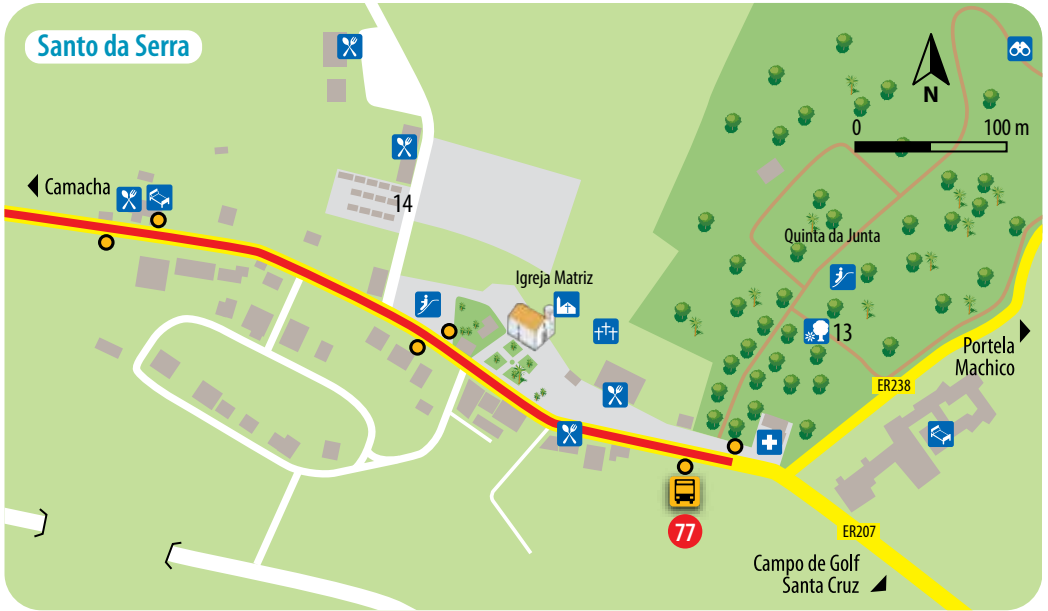 Santo da Serra
N
0 100 m
Camacha
14
Quinta da Junta
Igreja Matriz
13
Portela
Machico
ER238
77
ER207
Campo de Golf
Santa Cruz